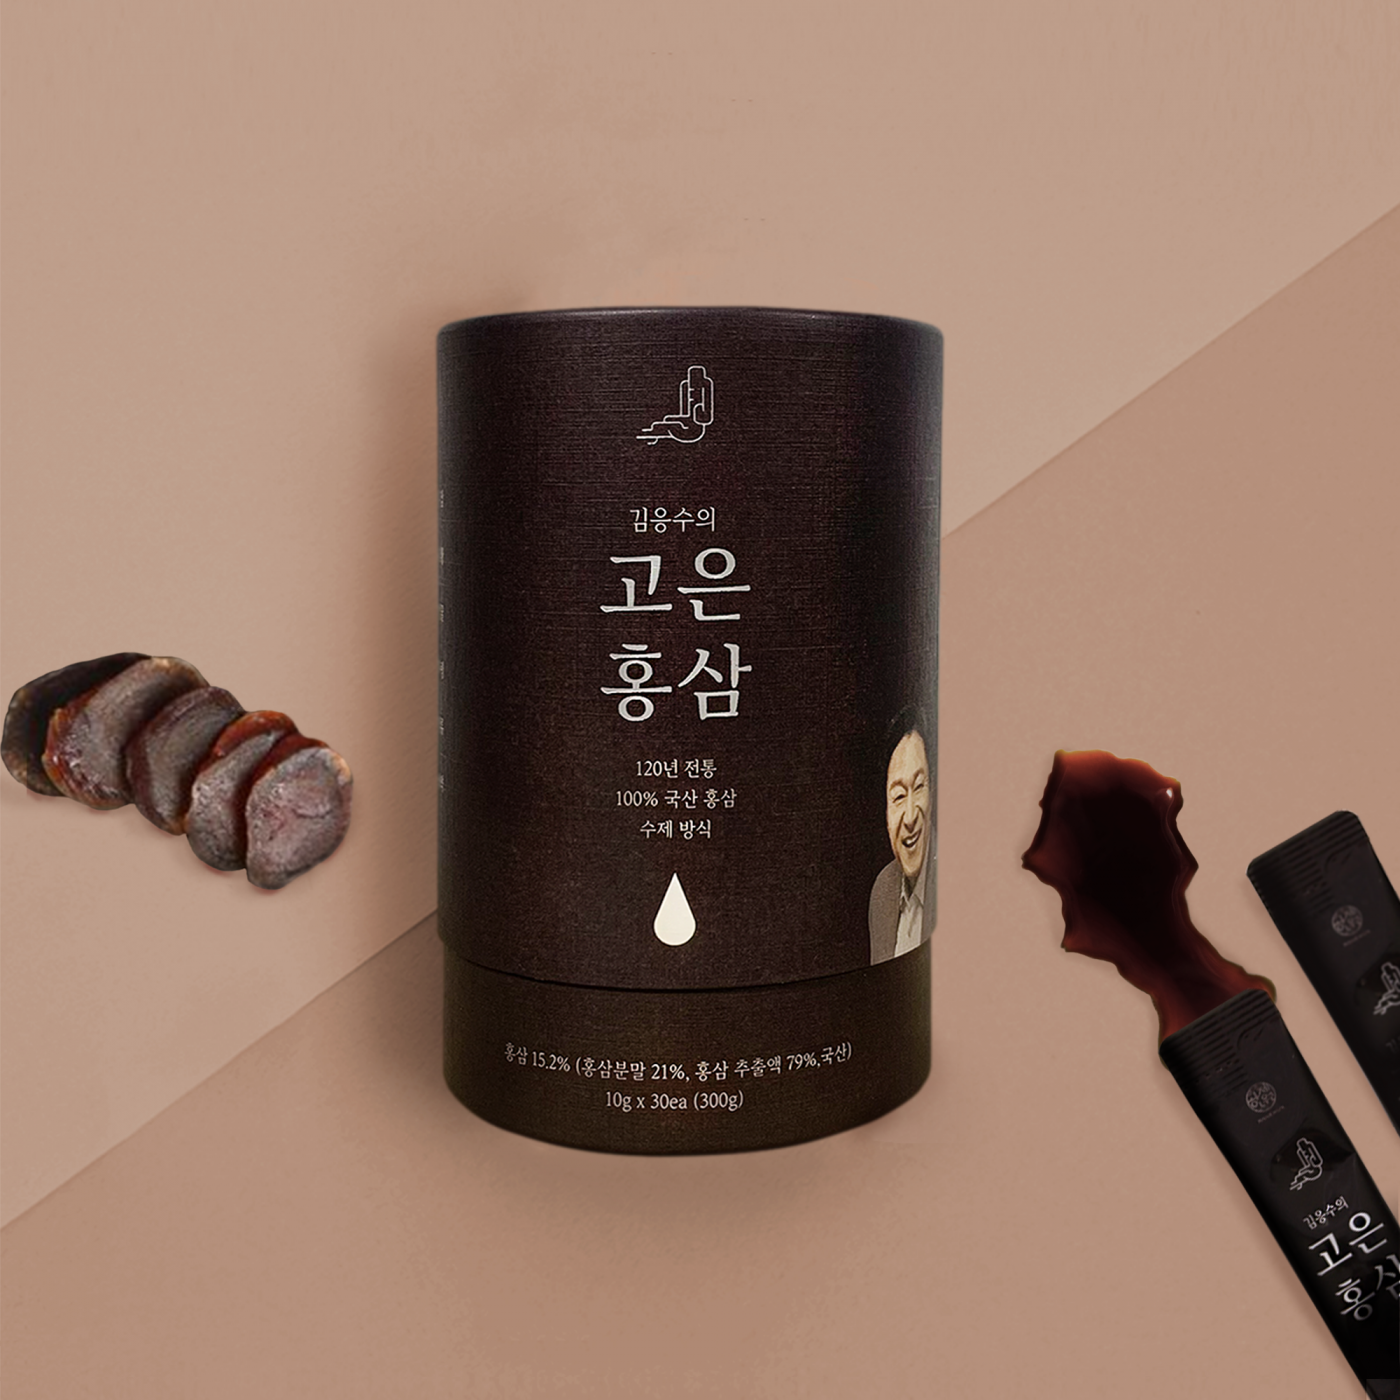 김응수의
고은
홍삼
120년 전통
100% 국산 홍삼
수제 방식
홍삼 15.2% (홍삼분말 21%, 홍삼 추출액 79%,국산)
10g x 30ea (300g)
김응수의
고은
홍삼